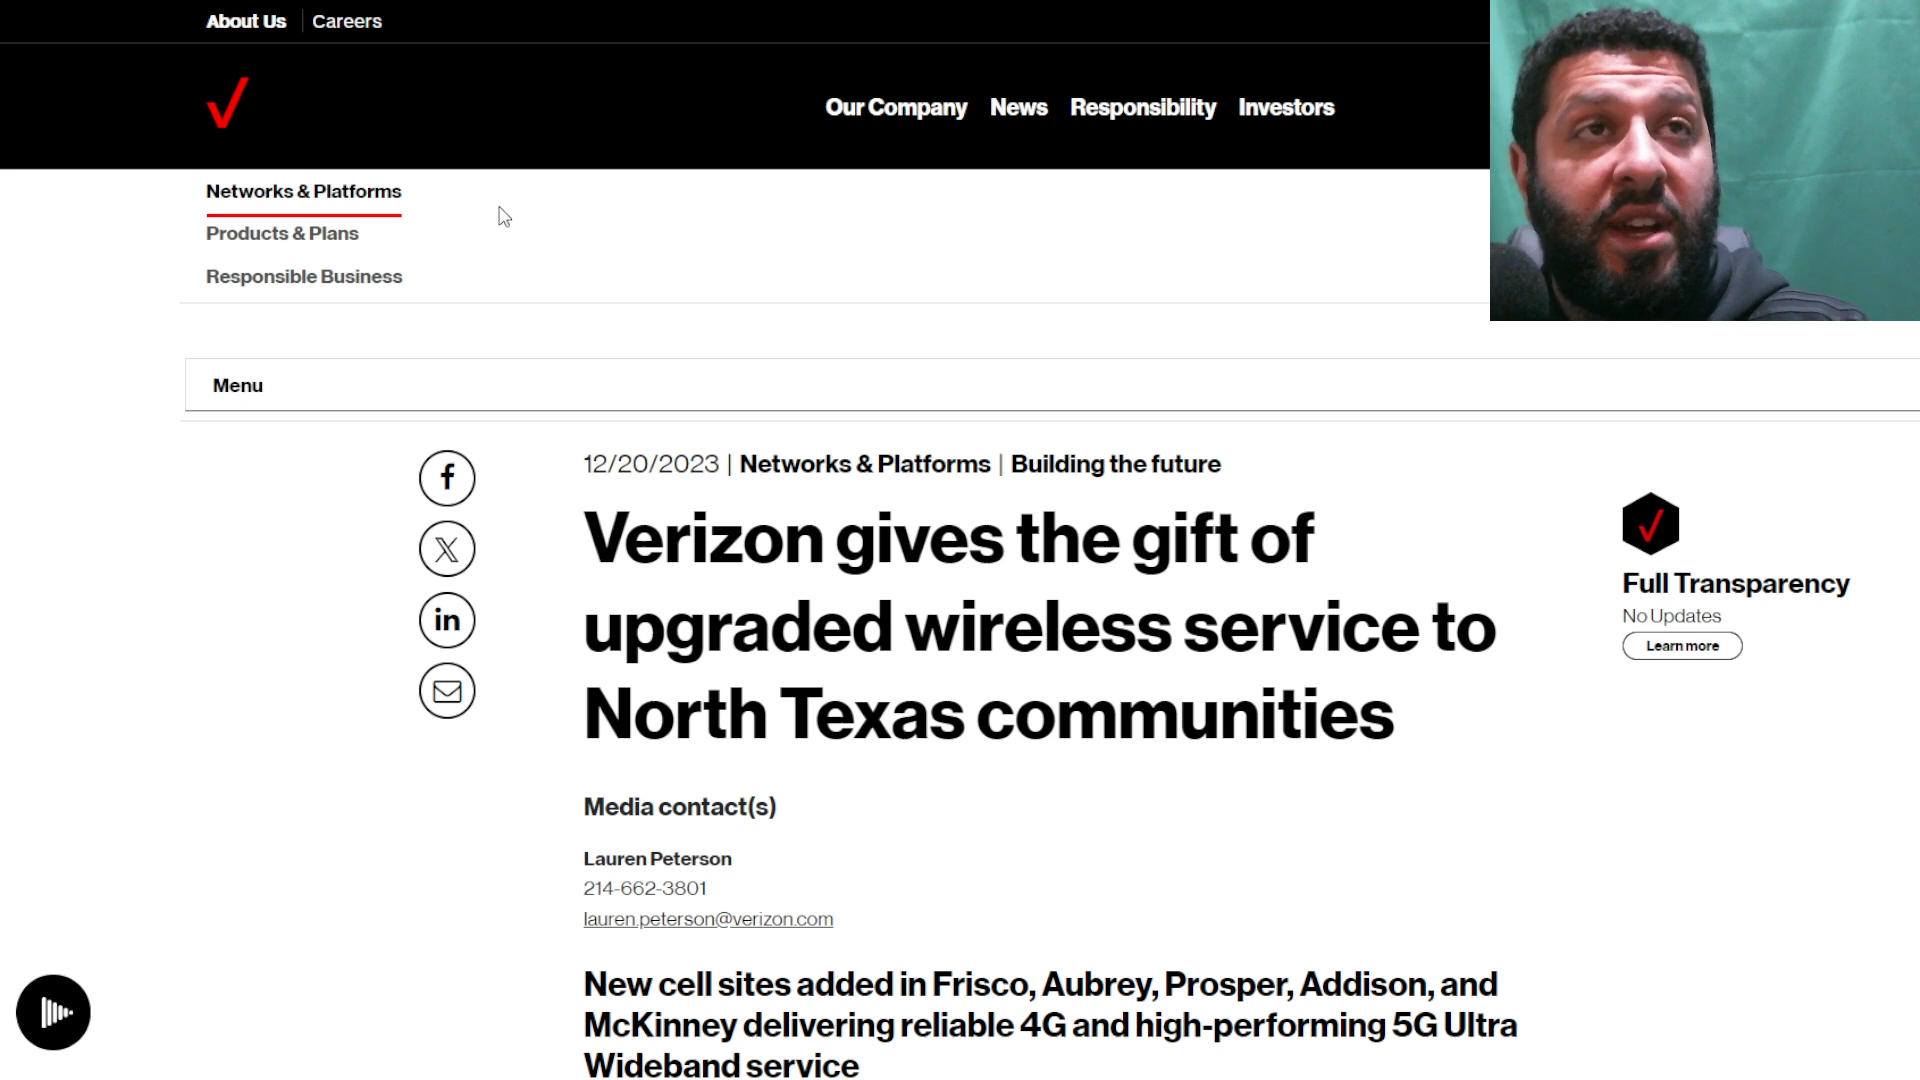 About Us
Careers
Our Company
News
Responsibility
Investors
Networks & Platforms
Products & Plans
Responsible Business
Menu
12/20/2023 | Networks & Platforms | Building the future
Verizon gives the gift of
upgraded wireless service to
North Texas communities
Full Transparency
No Updates
Learn more
Media contact(s)
Lauren Peterson
214-662-3801
lauren.peterson@verizon.com
New cell sites added in Frisco, Aubrey, Prosper, Addison, and
McKinney delivering reliable 4G and high-performing 5G Ultra
Wideband service